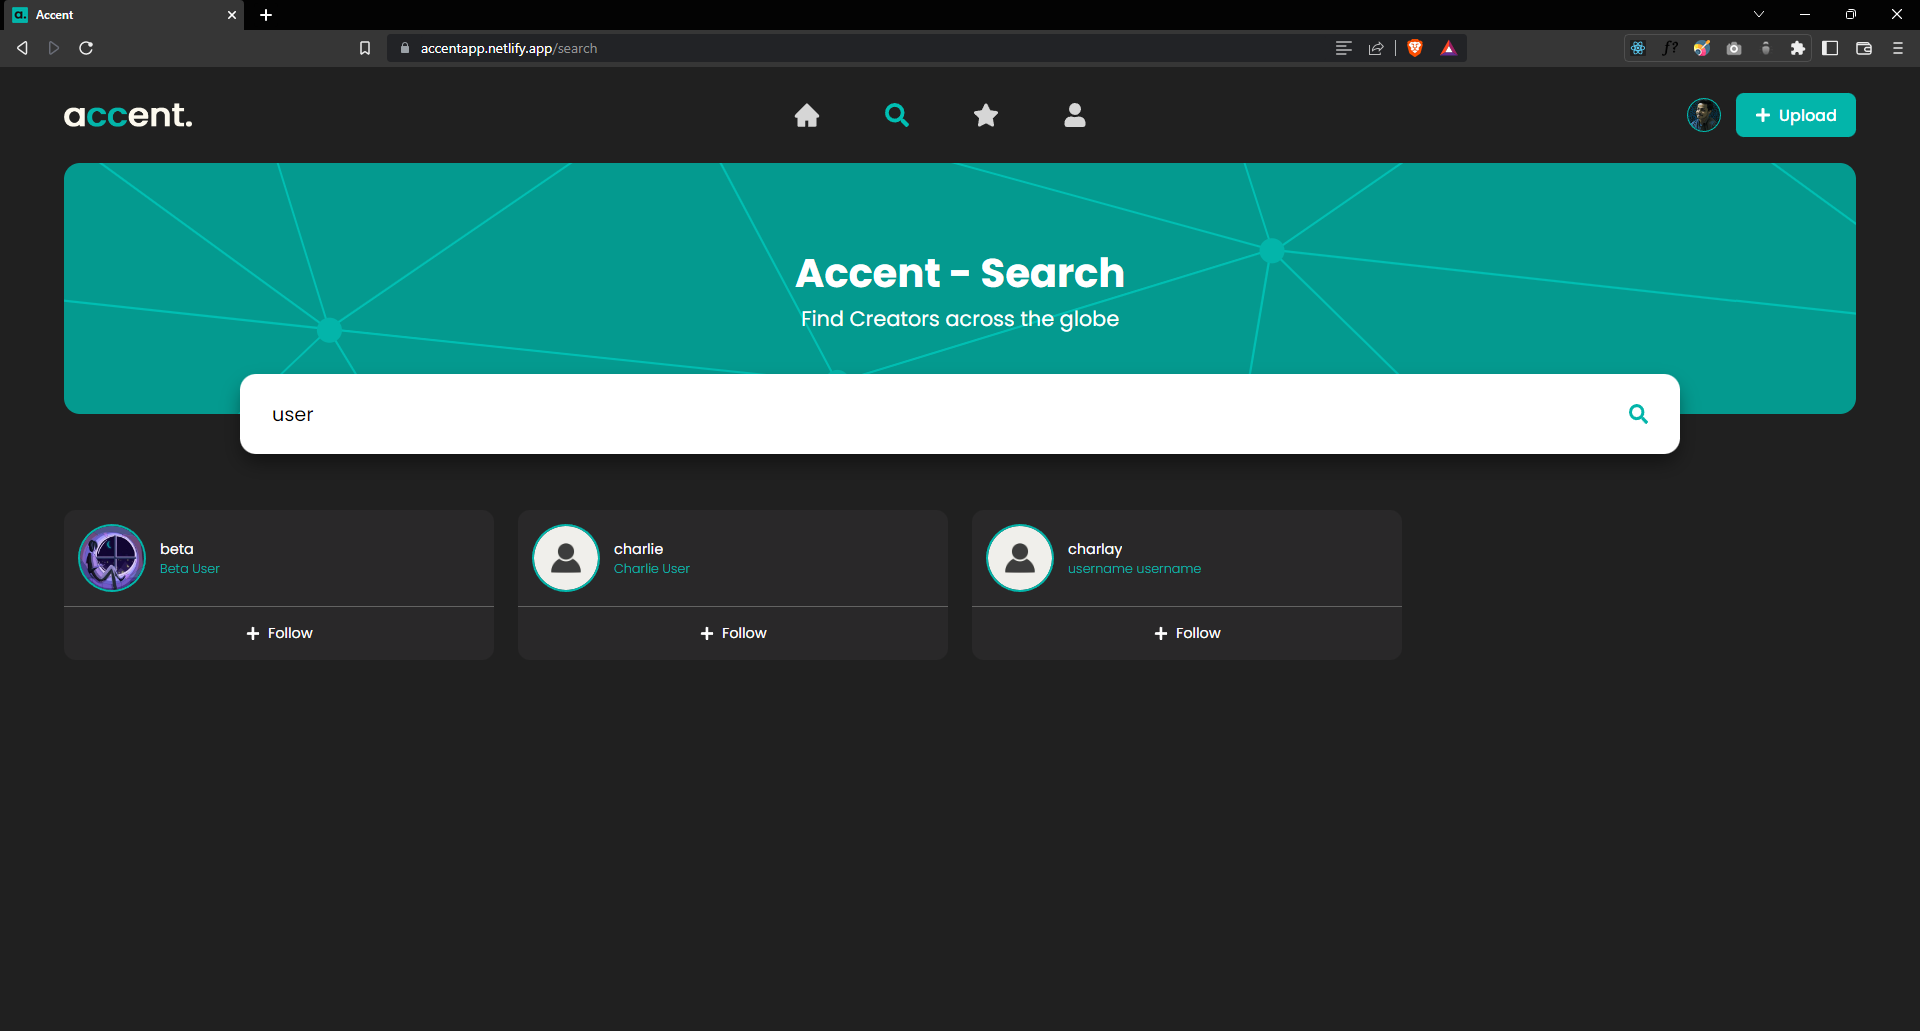 a. Accent
accentapp.netlify.app/search
f?
accent.
Upload
Accent - Search
Find Creators across the globe
user
beta
Beta User
Follow
charlie
Charlie User
Follow
charlay
username username
Follow